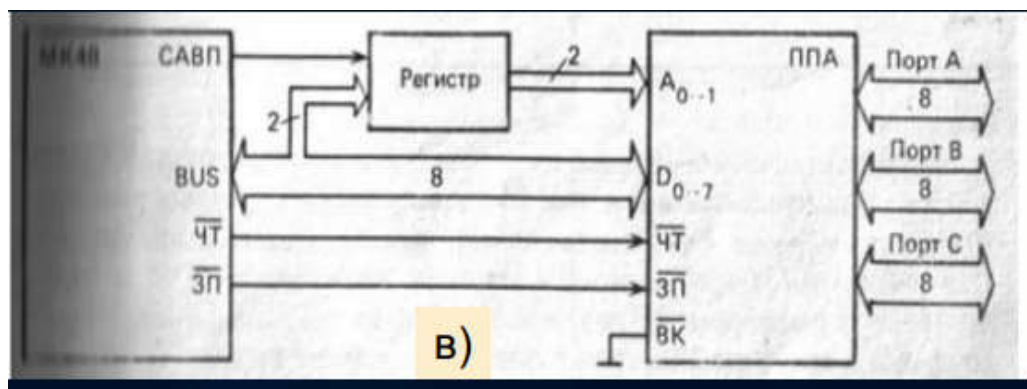 МК48
САВП
Регистр
2
ППА
A0··1
Порт A
8
2
BUS
8
D0··7
Порт B
8
ЧТ
ЧТ
Порт C
8
ЗП
ЗП
ВК
в)